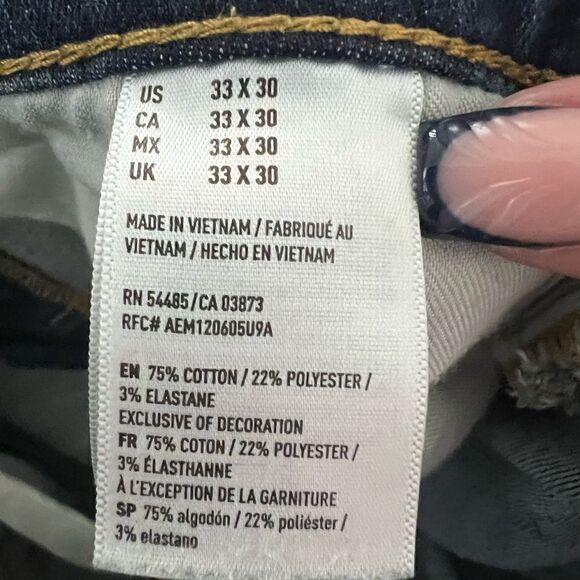 US 33 X 30
CA 33 X 30
MX 33 X 30
UK 33 X 30
MADE IN VIETNAM / FABRIQUÉ AU
VIETNAM / HECHO EN VIETNAM
RN 54485/CA 03873
RFC# AEM120605U9A
EN 75% COTTON / 22% POLYESTER /
3% ELASTANE
EXCLUSIVE OF DECORATION
FR 75% COTON / 22% POLYESTER /
3% ÉLASTHANNE
À L'EXCEPTION DE LA GARNITURE
SP 75% algodón / 22% poliéster /
3% elastano